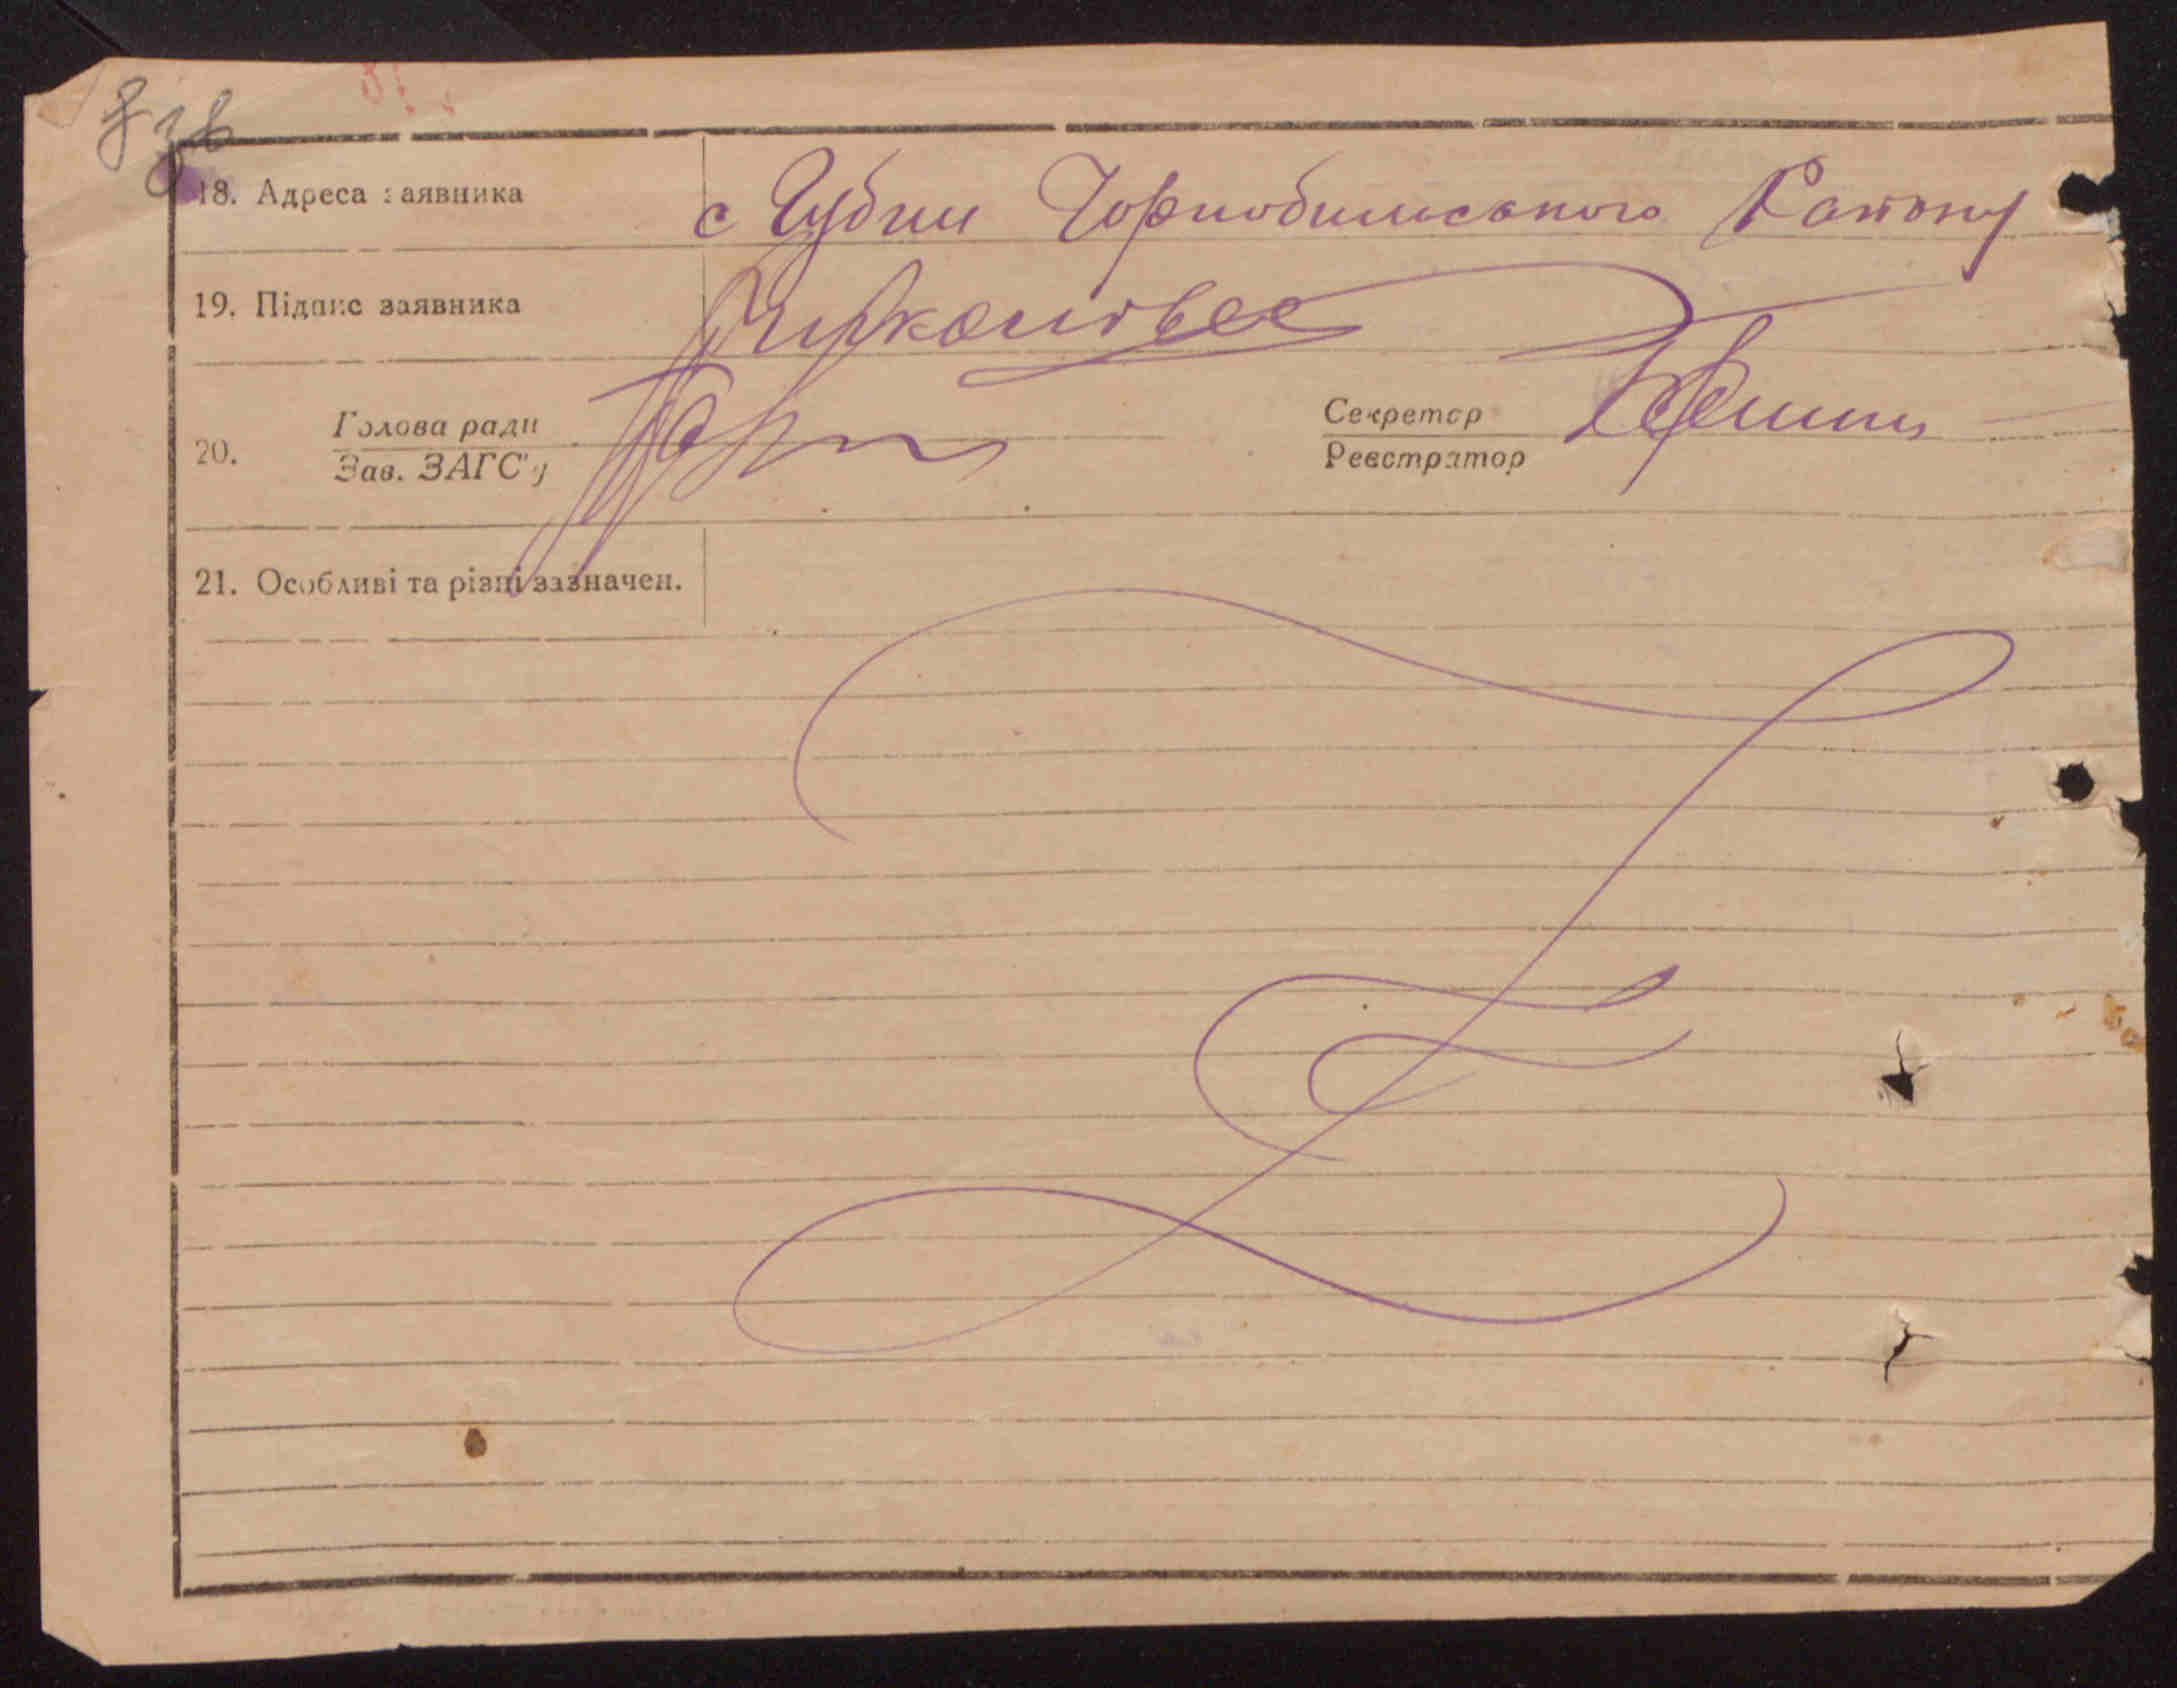 18. Адреса заявника с Чубин Чорнобильського Району
19. Підпис заявника
20. Голова ради Секретар
Зав. ЗАГС'у Реєстратор
21. Особливі та різні зазначен.